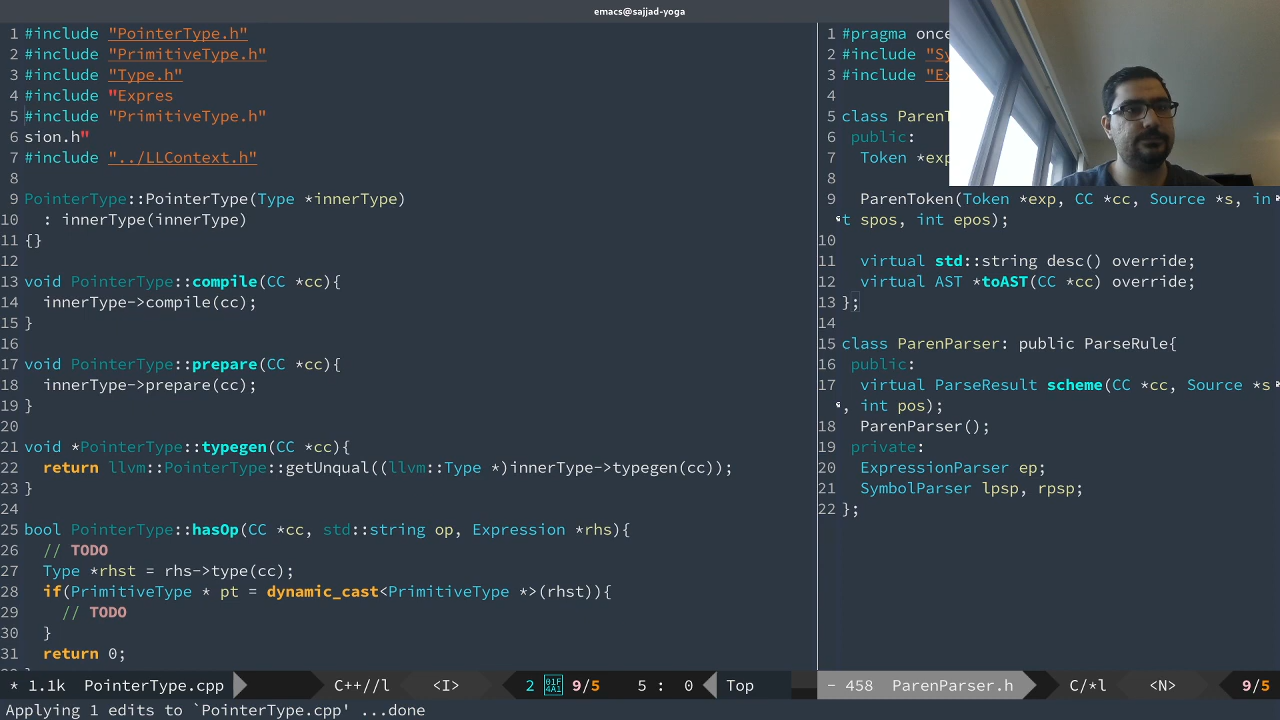 emacs@sajjad-yoga
1 #include "PointerType.h"
2 #include "PrimitiveType.h"
3 #include "Type.h"
4 #include "Expres
5 #include "PrimitiveType.h"
6 sion.h"
7 #include "../LLContext.h"
8
9 PointerType::PointerType(Type *innerType)
10   : innerType(innerType)
11 {}
12
13 void PointerType::compile(CC *cc){
14   innerType->compile(cc);
15 }
16
17 void PointerType::prepare(CC *cc){
18   innerType->prepare(cc);
19 }
20
21 void *PointerType::typegen(CC *cc){
22   return llvm::PointerType::getUnqual((llvm::Type *)innerType->typegen(cc));
23 }
24
25 bool PointerType::hasOp(CC *cc, std::string op, Expression *rhs){
26   // TODO
27   Type *rhst = rhs->type(cc);
28   if(PrimitiveType * pt = dynamic_cast<PrimitiveType *>(rhst)){
29     // TODO
30   }
31   return 0;
* 1.1k PointerType.cpp C++//l <I> 2 9/5 5 : 0 Top
1 #pragma once
2 #include "Sy
3 #include "Ex
4
5 class ParenT
6  public:
7   Token *exp
8
9   ParenToken(Token *exp, CC *cc, Source *s, in
t spos, int epos);
10
11   virtual std::string desc() override;
12   virtual AST *toAST(CC *cc) override;
13 };
14
15 class ParenParser: public ParseRule{
16  public:
17   virtual ParseResult scheme(CC *cc, Source *s
, int pos);
18   ParenParser();
19  private:
20   ExpressionParser ep;
21   SymbolParser lpsp, rpsp;
22 };
- 458 ParenParser.h C/*l <N> 9/5
Applying 1 edits to `PointerType.cpp' ...done